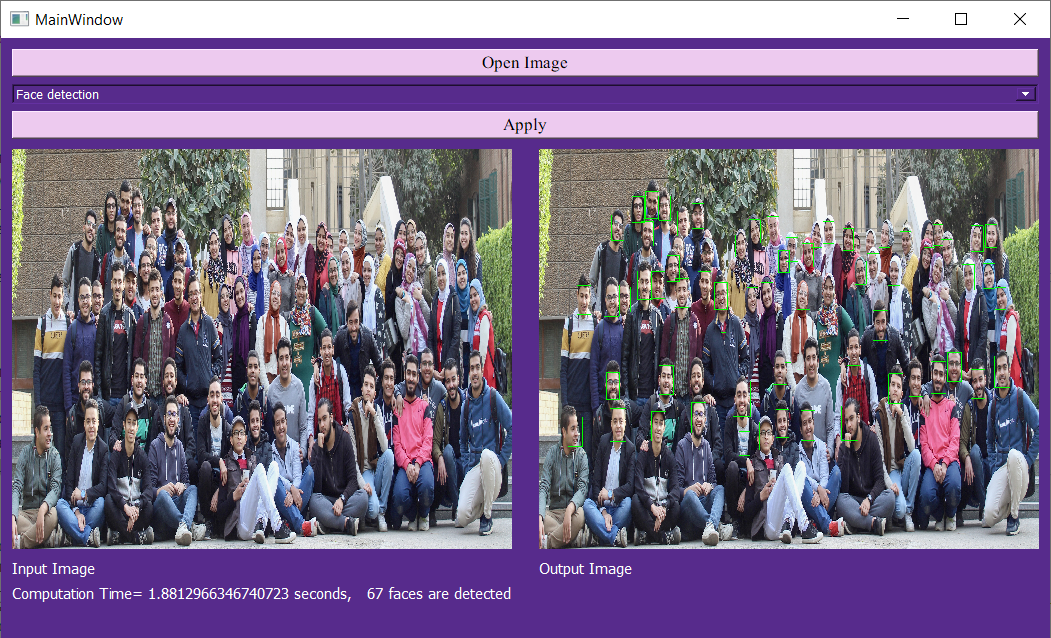 MainWindow
Open Image
Face detection
Apply
Input Image
Output Image
Computation Time= 1.8812966346740723 seconds,   67 faces are detected